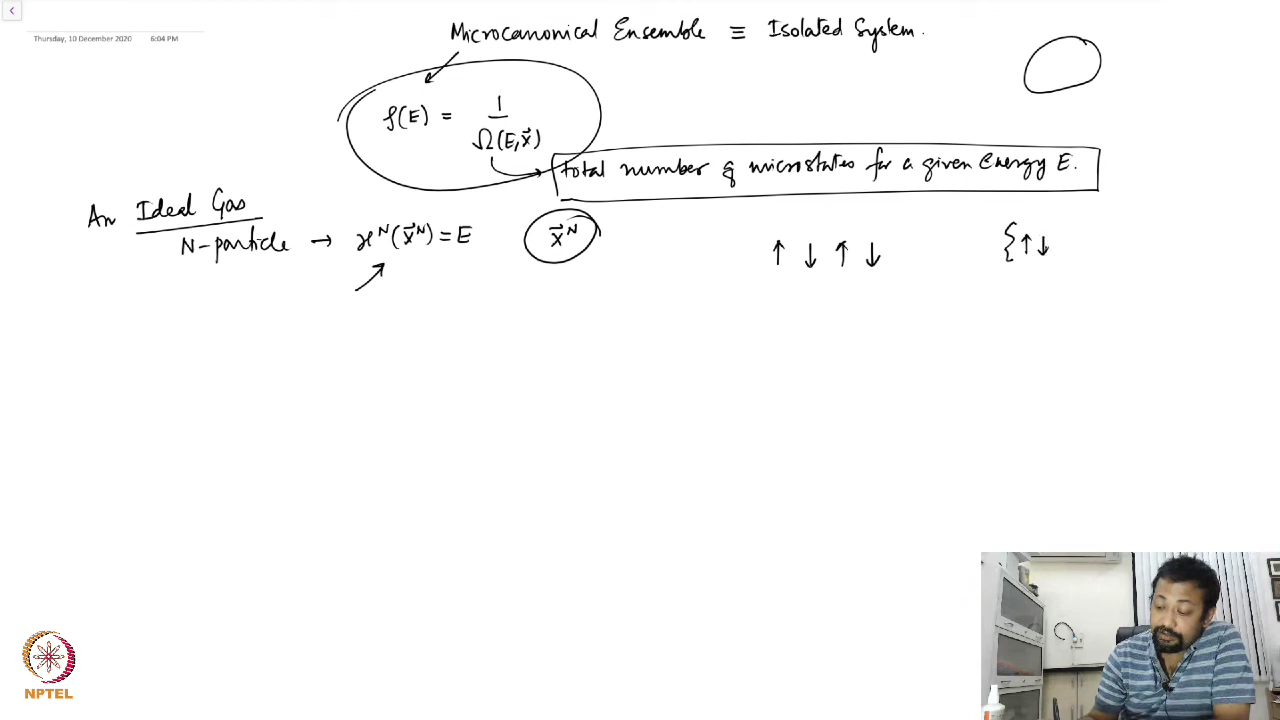 Thursday, 10 December 2020 6:04 PM
Microcanonical Ensemble ≡ Isolated System.
ρ(E) = 1 / Ω(E, x⃗)
total number of microstates for a given Energy E.
An Ideal Gas
N-particle → ℋᴺ(x⃗ᴺ) = E x⃗ᴺ ↑ ↓ ↑ ↓ { ↑ ↓
NPTEL